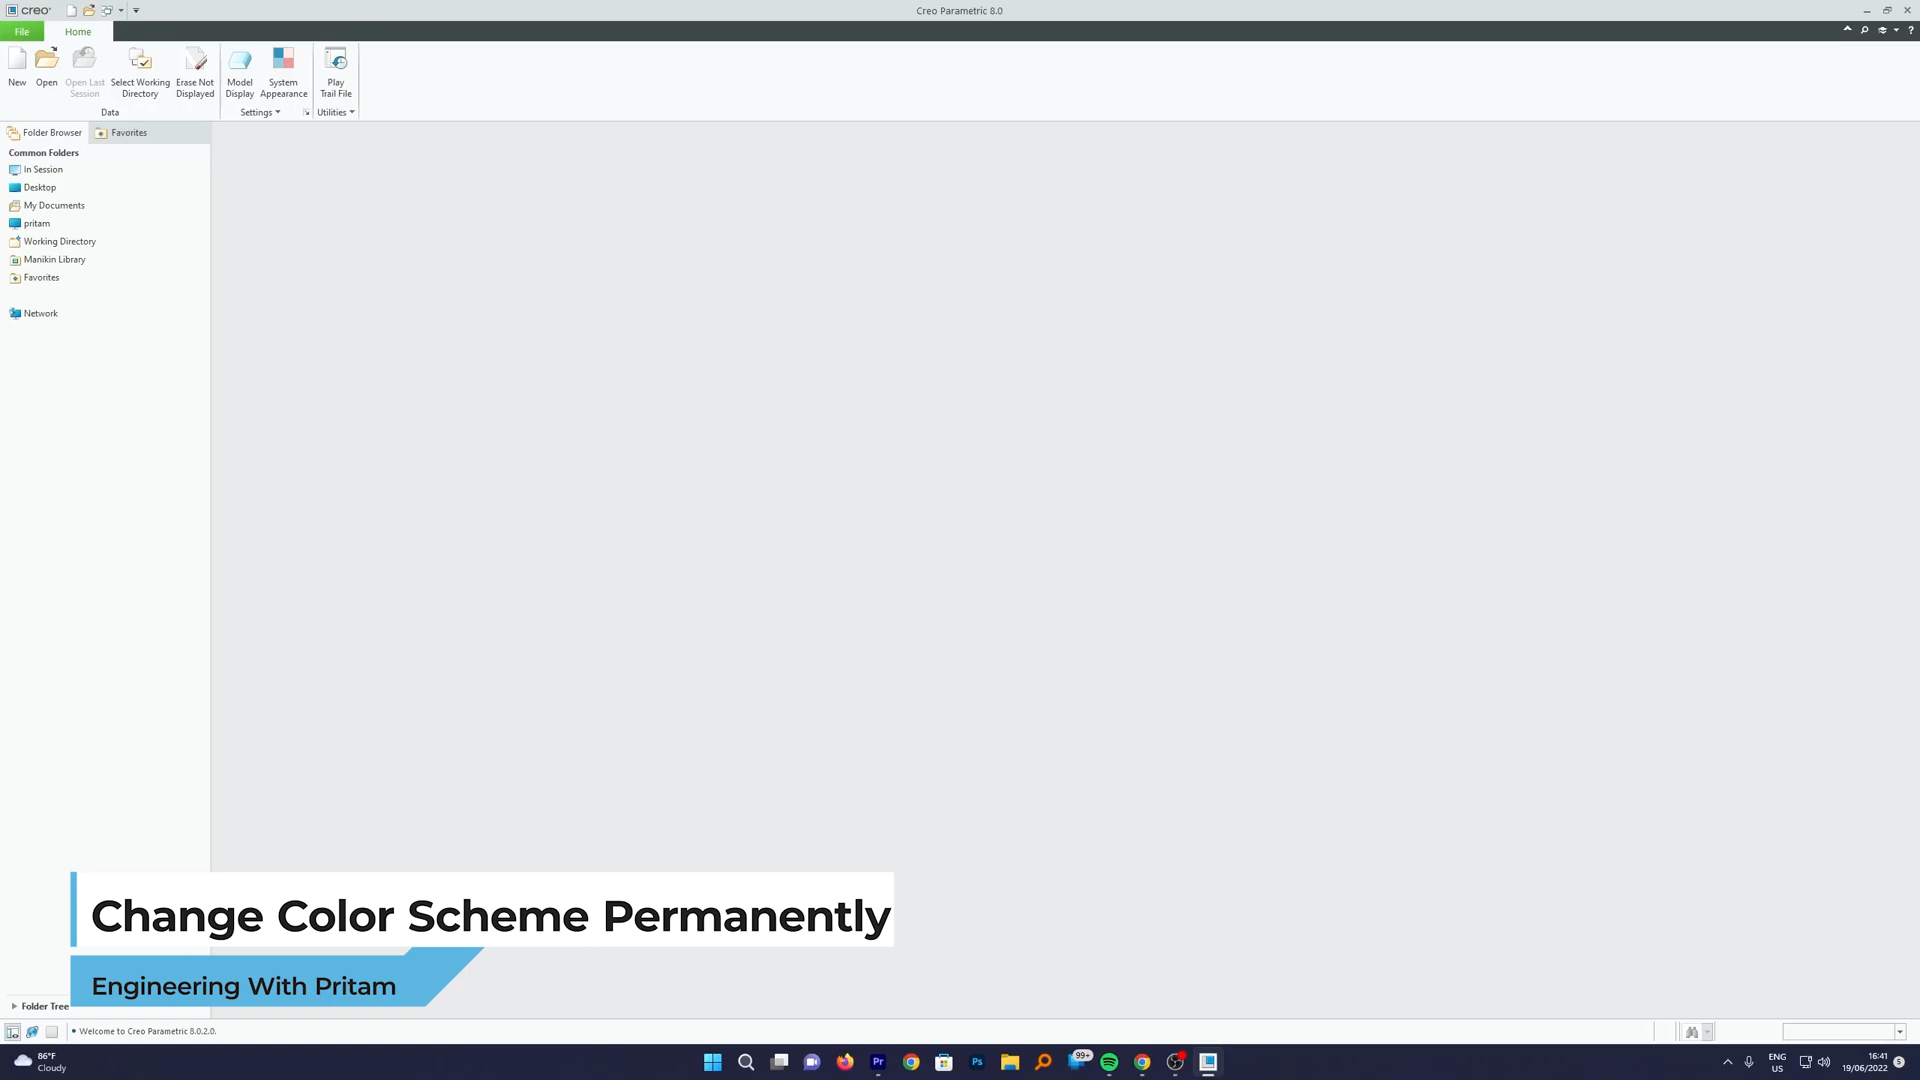 creo
Creo Parametric 8.0
File
Home
?
New
Open
Open Last
Session
Select Working
Directory
Erase Not
Displayed
Model
Display
System
Appearance
Play
Trail File
Data
Settings
Utilities
Folder Browser
Favorites
Common Folders
In Session
Desktop
My Documents
pritam
Working Directory
Manikin Library
Favorites
Network
Change Color Scheme Permanently
Engineering With Pritam
Folder Tree
• Welcome to Creo Parametric 8.0.2.0.
86°F
Cloudy
Pr
Ps
99+
ENG
US
16:41
19/06/2022
5